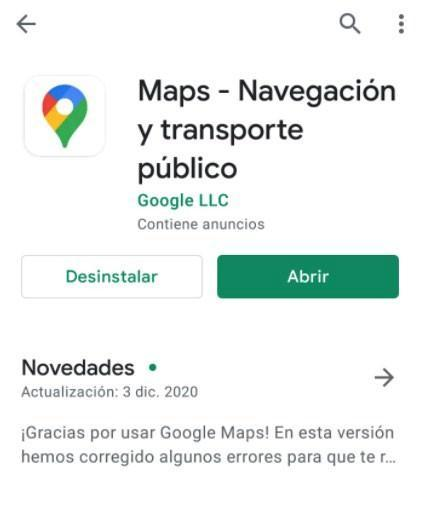 Maps - Navegación
y transporte
público
Google LLC
Contiene anuncios
Desinstalar
Abrir
Novedades
Actualización: 3 dic. 2020
¡Gracias por usar Google Maps! En esta versión
hemos corregido algunos errores para que te r...